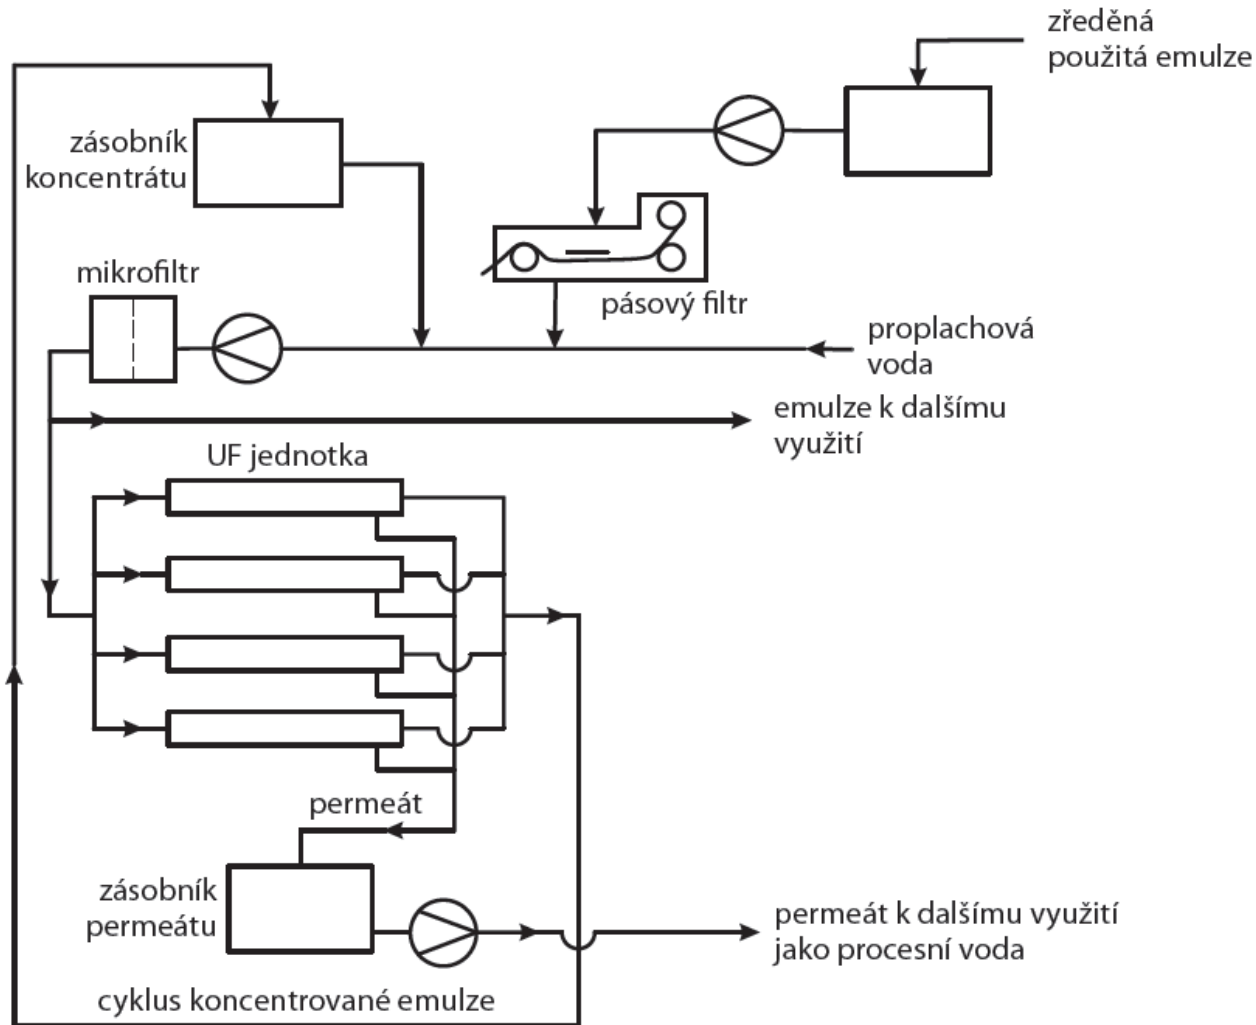 zředěná
použitá emulze
zásobník
koncentrátu
mikrofiltr
pásový filtr
proplachová
voda
emulze k dalšímu
využití
UF jednotka
permeát
zásobník
permeátu
permeát k dalšímu využití
jako procesní voda
cyklus koncentrované emulze